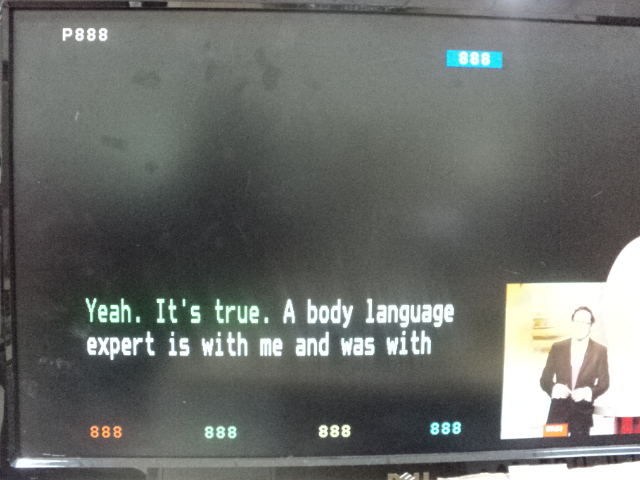 P888
888
Yeah. It's true. A body language
expert is with me and was with
888 888 888 888